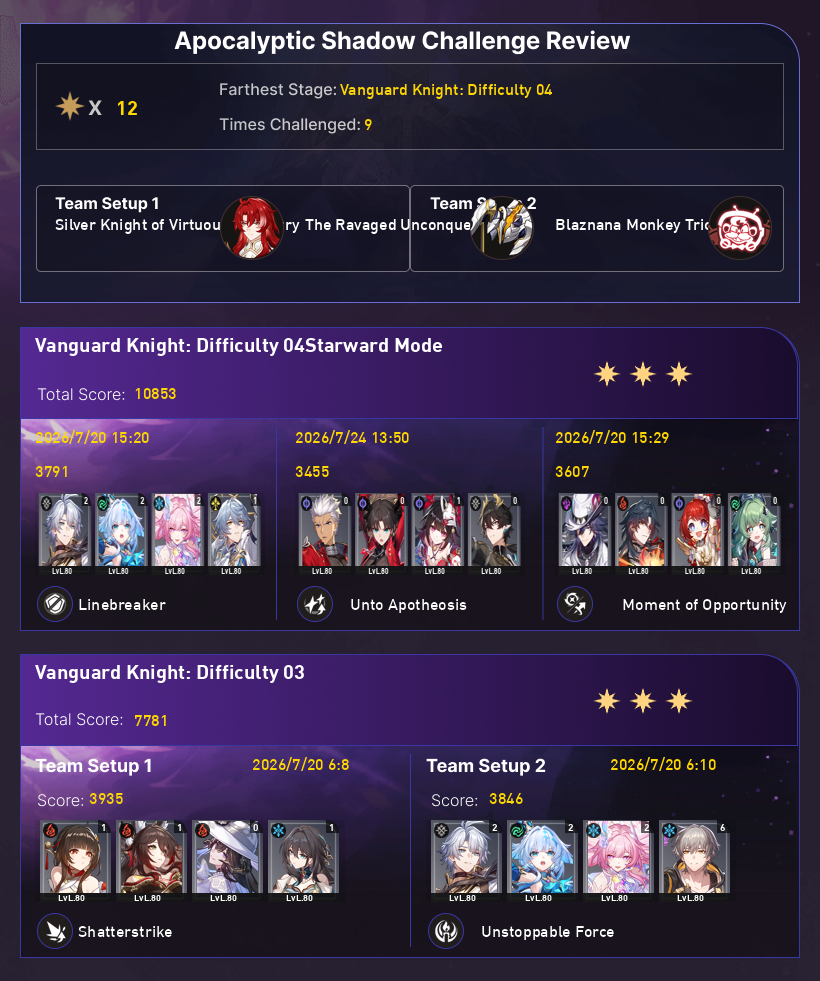 Apocalyptic Shadow Challenge Review
X 12
Farthest Stage: Vanguard Knight: Difficulty 04
Times Challenged: 9
Team Setup 1
Silver Knight of Virtuou
ry The Ravaged Unconque
Team S 2
Blaznana Monkey Tric
Vanguard Knight: Difficulty 04Starward Mode
Total Score: 10853
2026/7/20 15:20
3791
2 2 2 1
LvL.80 LvL.80 LvL.80 LvL.80
Linebreaker
2026/7/24 13:50
3455
0 0 1 0
LvL.80 LvL.80 LvL.80 LvL.80
Unto Apotheosis
2026/7/20 15:29
3607
0 0 0 0
LvL.80 LvL.80 LvL.80 LvL.80
Moment of Opportunity
Vanguard Knight: Difficulty 03
Total Score: 7781
Team Setup 1 2026/7/20 6:8
Score: 3935
1 1 0 1
LvL.80 LvL.80 LvL.80 LvL.80
Shatterstrike
Team Setup 2 2026/7/20 6:10
Score: 3846
2 2 2 6
LvL.80 LvL.80 LvL.80 LvL.80
Unstoppable Force